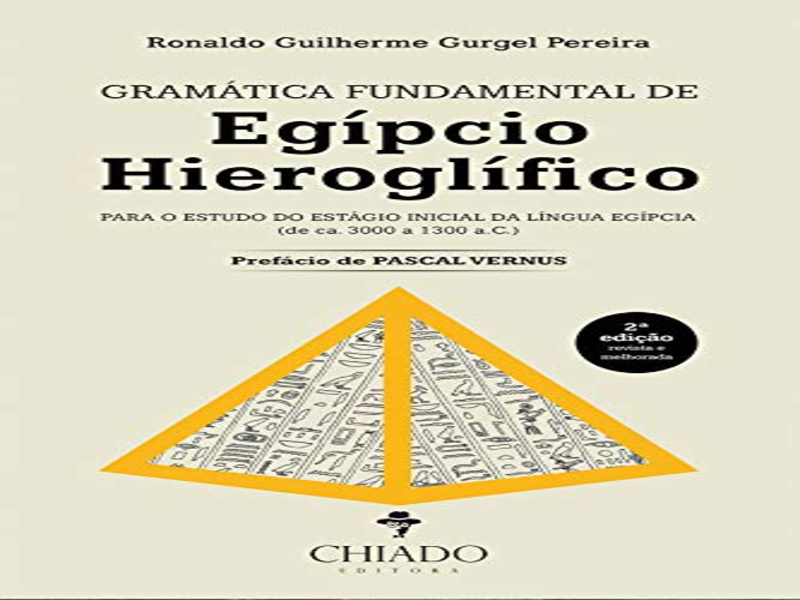 Ronaldo Guilherme Gurgel Pereira
GRAMÁTICA FUNDAMENTAL DE
Egípcio
Hieroglífico
PARA O ESTUDO DO ESTÁGIO INICIAL DA LÍNGUA EGÍPCIA
(de ca. 3000 a 1300 a.C.)
Prefácio de PASCAL VERNUS
2ª
edição
revista e
melhorada
CHIADO
EDITORA